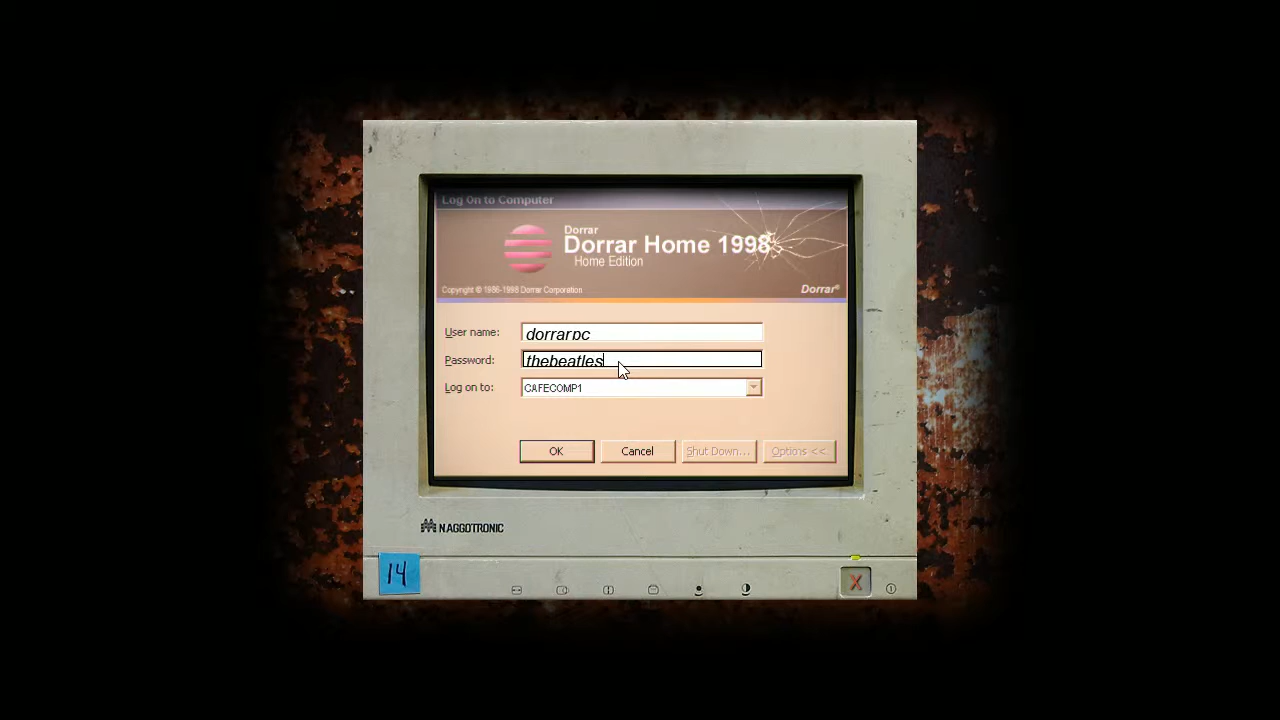 Log On to Computer
Dorrar
Dorrar Home 1998
Home Edition
Copyright © 1986-1998 Dorrar Corporation
Dorrar®
User name: dorrarpc
Password: thebeatles
Log on to: CAFECOMP1
OK Cancel Shut Down... Options <<
NAGGOTRONIC
14
X